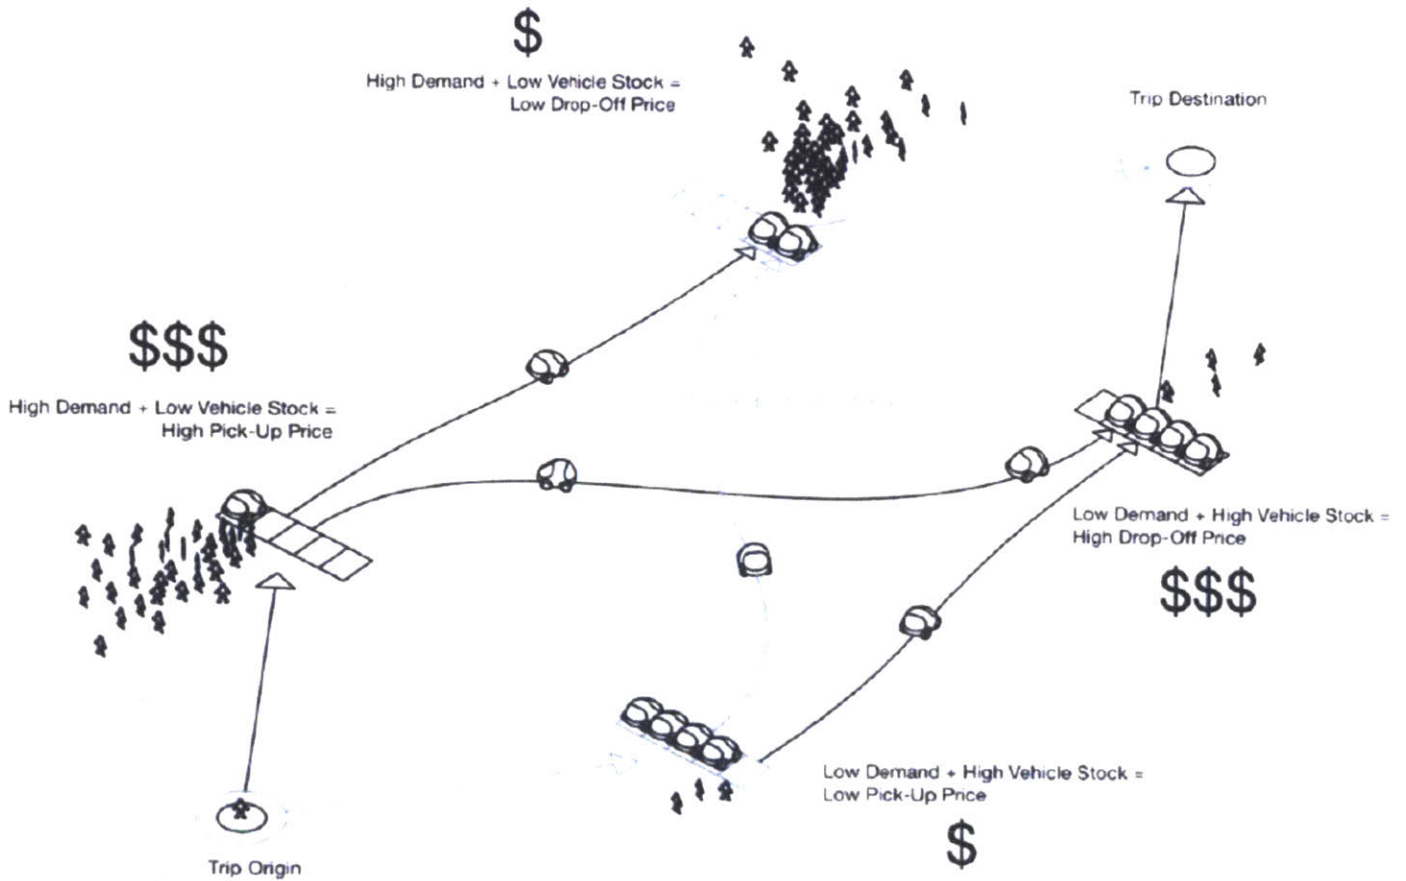 $
High Demand + Low Vehicle Stock =
Low Drop-Off Price
Trip Destination
$$$
High Demand + Low Vehicle Stock =
High Pick-Up Price
Low Demand + High Vehicle Stock =
High Drop-Off Price
$$$
Low Demand + High Vehicle Stock =
Low Pick-Up Price
$
Trip Origin